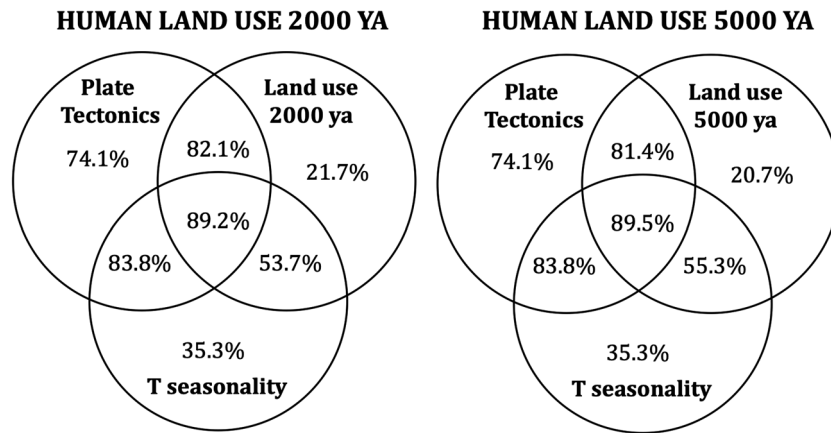 HUMAN LAND USE 2000 YA
Plate
Tectonics
74.1%
82.1%
Land use
2000 ya
21.7%
89.2%
83.8%
53.7%
35.3%
T seasonality
HUMAN LAND USE 5000 YA
Plate
Tectonics
74.1%
81.4%
Land use
5000 ya
20.7%
89.5%
83.8%
55.3%
35.3%
T seasonality